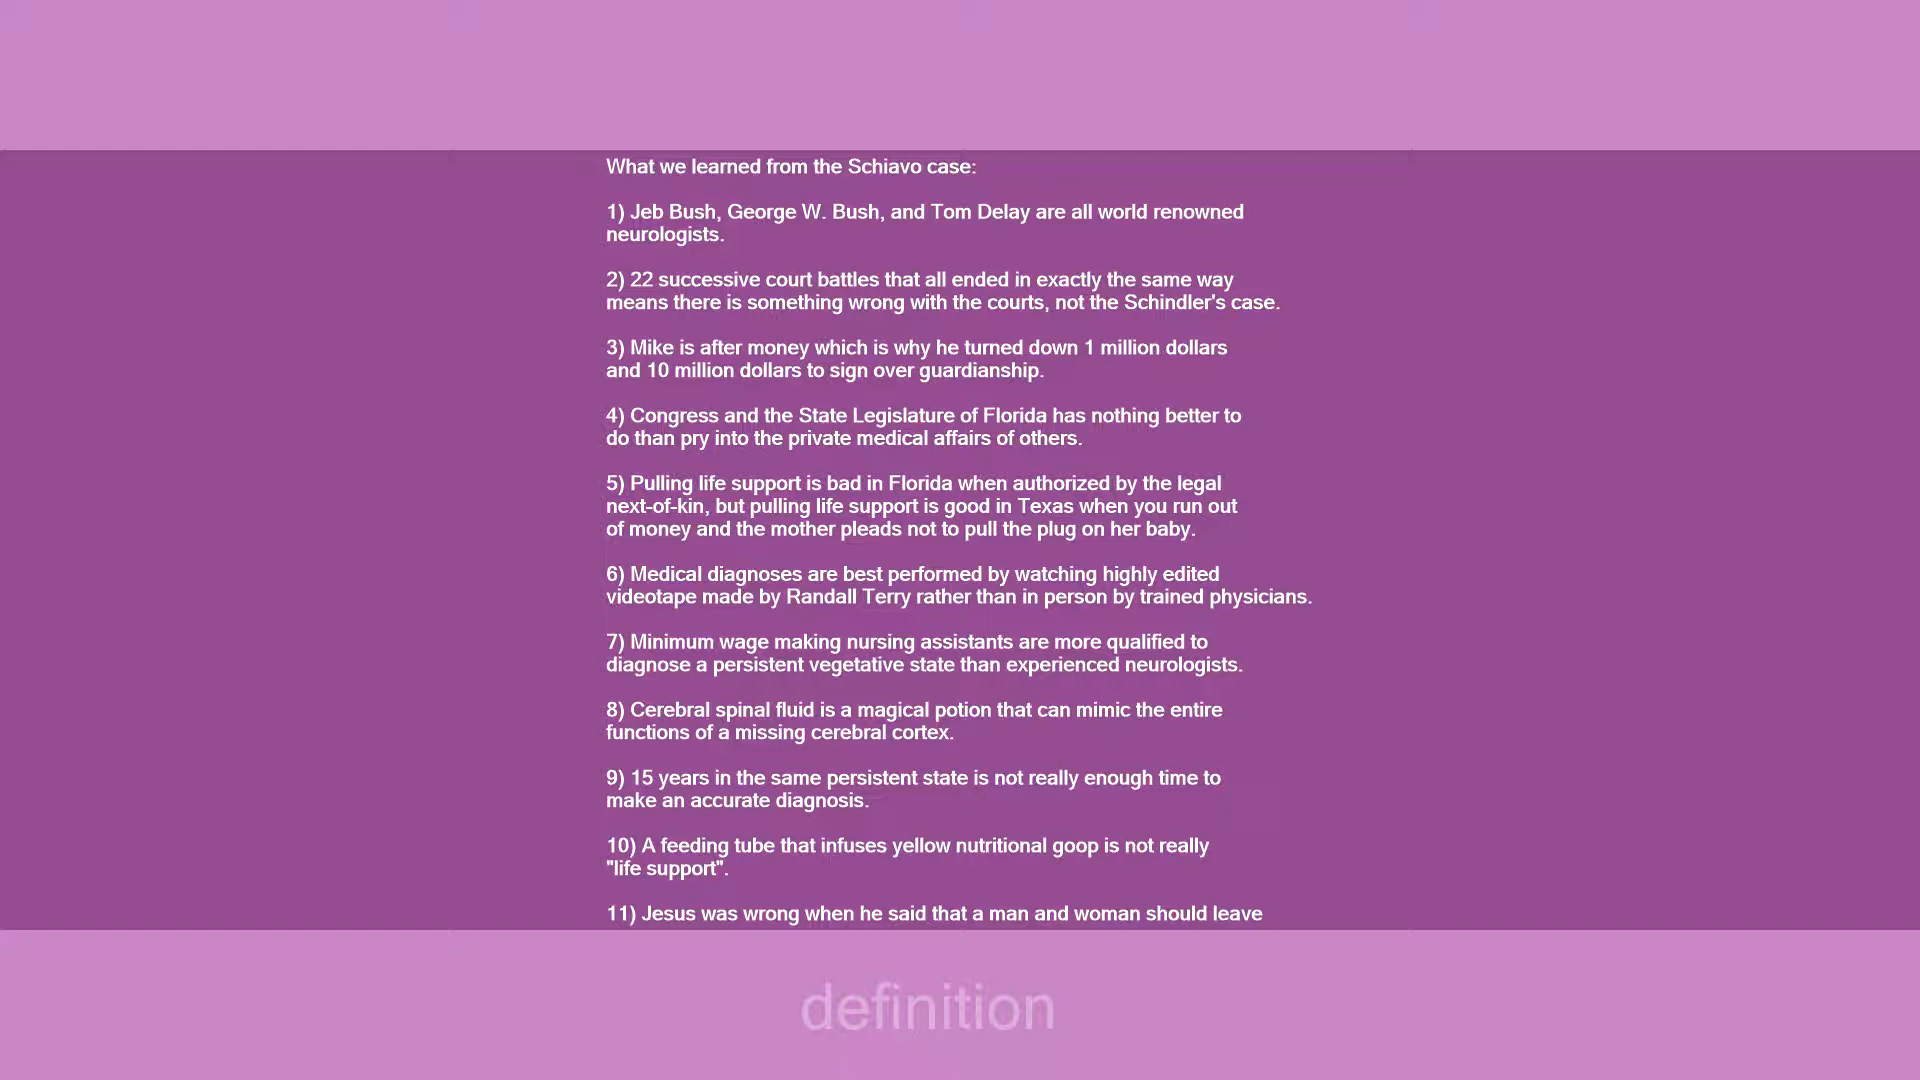 What we learned from the Schiavo case:
1) Jeb Bush, George W. Bush, and Tom Delay are all world renowned
neurologists.
2) 22 successive court battles that all ended in exactly the same way
means there is something wrong with the courts, not the Schindler's case.
3) Mike is after money which is why he turned down 1 million dollars
and 10 million dollars to sign over guardianship.
4) Congress and the State Legislature of Florida has nothing better to
do than pry into the private medical affairs of others.
5) Pulling life support is bad in Florida when authorized by the legal
next-of-kin, but pulling life support is good in Texas when you run out
of money and the mother pleads not to pull the plug on her baby.
6) Medical diagnoses are best performed by watching highly edited
videotape made by Randall Terry rather than in person by trained physicians.
7) Minimum wage making nursing assistants are more qualified to
diagnose a persistent vegetative state than experienced neurologists.
8) Cerebral spinal fluid is a magical potion that can mimic the entire
functions of a missing cerebral cortex.
9) 15 years in the same persistent state is not really enough time to
make an accurate diagnosis.
10) A feeding tube that infuses yellow nutritional goop is not really
"life support".
11) Jesus was wrong when he said that a man and woman should leave
definition